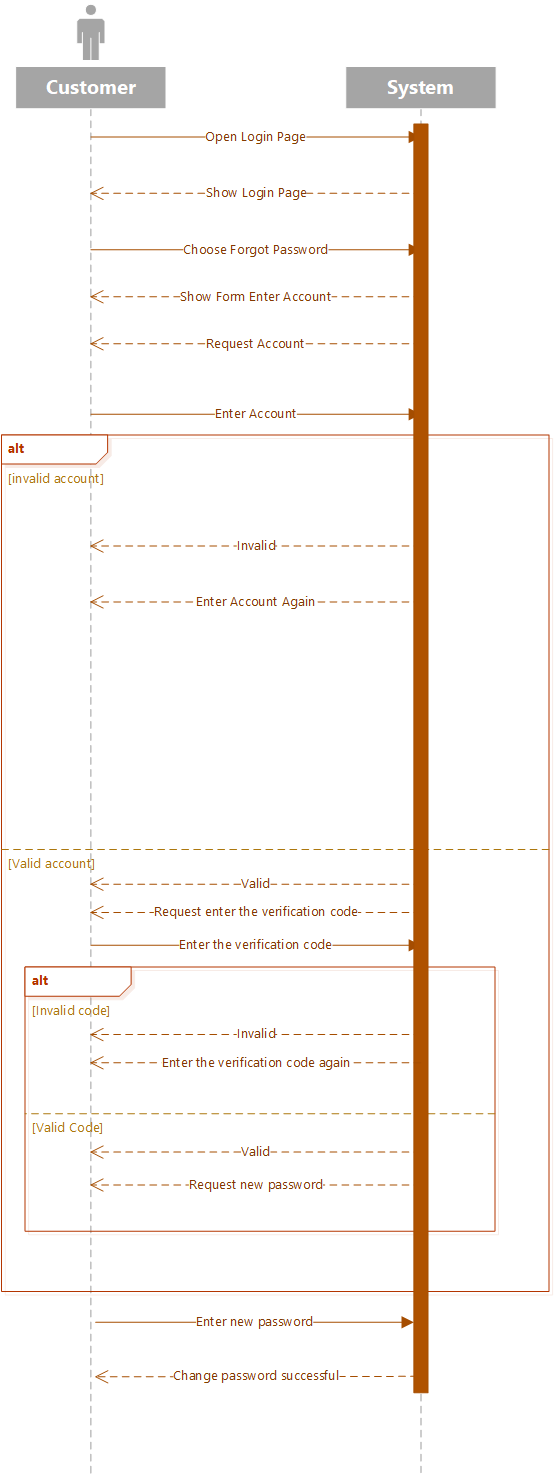 Customer
System
Open Login Page
Show Login Page
Choose Forgot Password
Show Form Enter Account
Request Account
Enter Account
alt
[invalid account]
Invalid
Enter Account Again
[Valid account]
Valid
Request enter the verification code
Enter the verification code
alt
[Invalid code]
Invalid
Enter the verification code again
[Valid Code]
Valid
Request new password
Enter new password
Change password successful